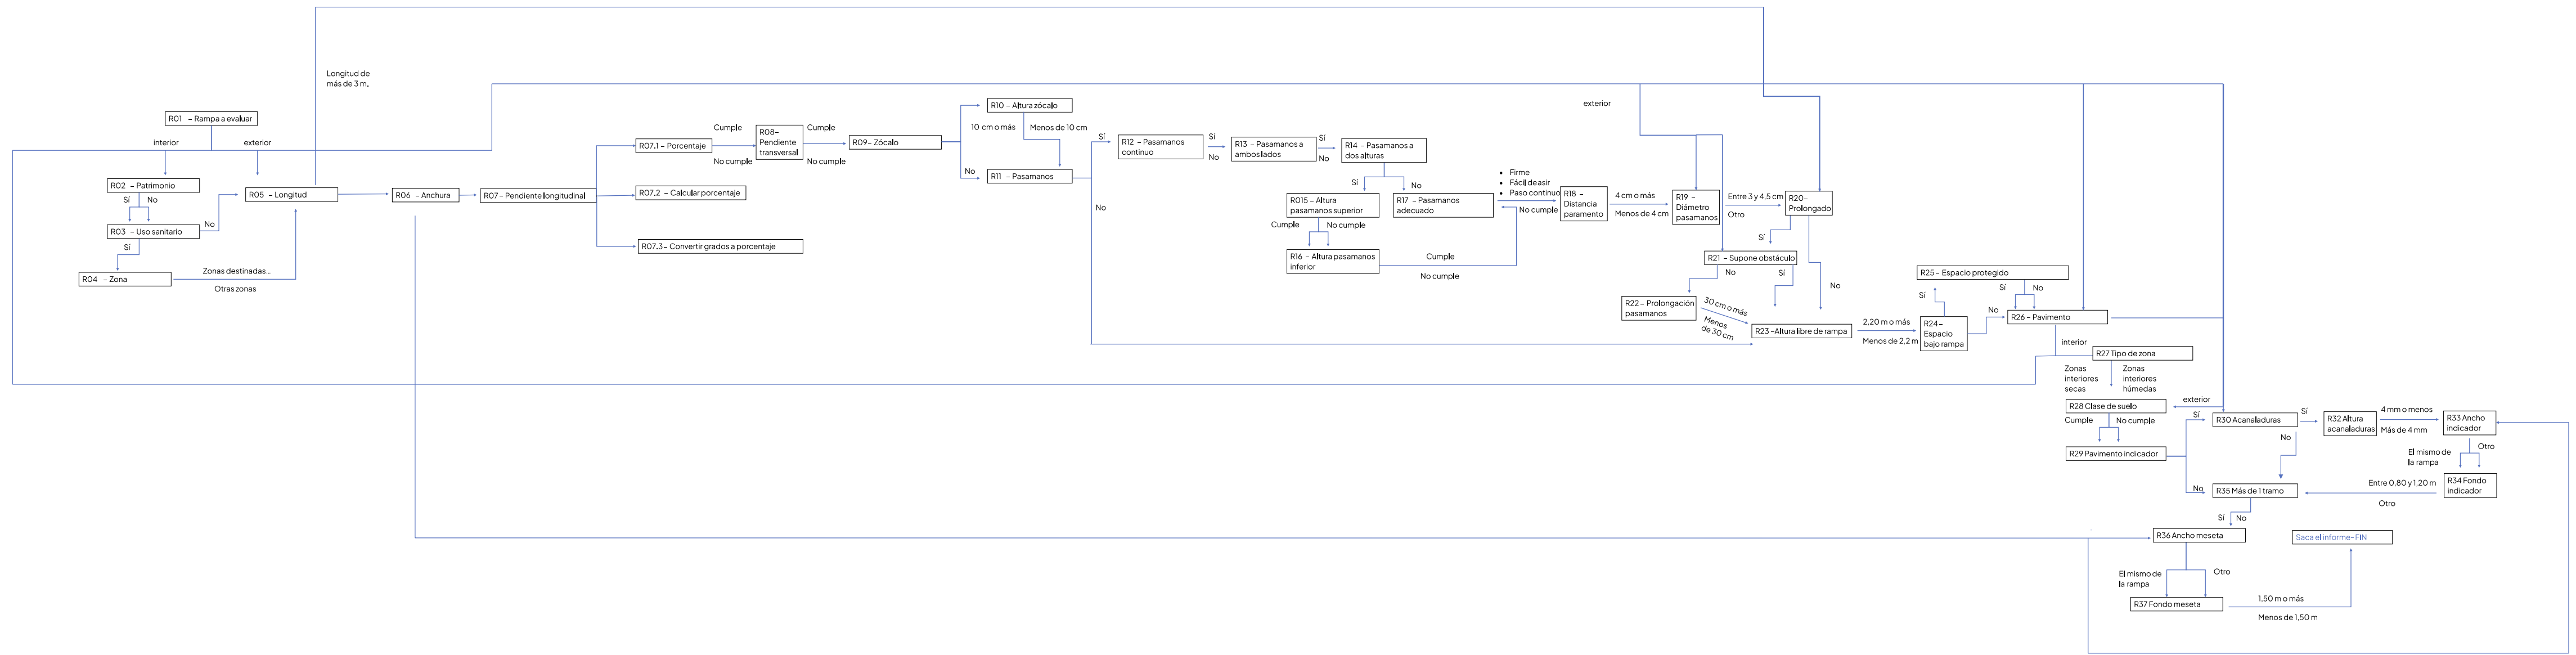 Longitud de
más de 3 m.
R01 – Rampa a evaluar
interior
exterior
R02 – Patrimonio
Sí
No
R03 – Uso sanitario
No
Sí
R04 – Zona
Zonas destinadas...
Otras zonas
R05 – Longitud
R06 – Anchura
R07 – Pendiente longitudinal
R07.1 – Porcentaje
R07.2 – Calcular porcentaje
R07.3 – Convertir grados a porcentaje
Cumple
No cumple
R08–
Pendiente
transversal
Cumple
No cumple
R09 – Zócalo
No
R10 – Altura zócalo
10 cm o más
Menos de 10 cm
R11 – Pasamanos
Sí
No
R12 – Pasamanos
continuo
Sí
No
R13 – Pasamanos a
ambos lados
Sí
No
R14 – Pasamanos a
dos alturas
Sí
No
R015 – Altura
pasamanos superior
Cumple
No cumple
R16 – Altura pasamanos
inferior
Cumple
No cumple
R17 – Pasamanos
adecuado
• Firme
• Fácil de asir
• Paso continuo
No cumple
R18 –
Distancia
paramento
4 cm o más
Menos de 4 cm
exterior
R19 –
Diámetro
pasamanos
Entre 3 y 4,5 cm
Otro
R20–
Prolongado
Sí
No
R21 – Supone obstáculo
No
Sí
R22 – Prolongación
pasamanos
30 cm o más
Menos
de 30 cm
R23 –Altura libre de rampa
2,20 m o más
Menos de 2,2 m
R24 –
Espacio
bajo rampa
Sí
No
R25 – Espacio protegido
Sí
No
R26 – Pavimento
interior
R27 Tipo de zona
Zonas
interiores
secas
Zonas
interiores
húmedas
exterior
R28 Clase de suelo
Cumple
No cumple
R29 Pavimento indicador
Sí
No
R30 Acanaladuras
Sí
No
R32 Altura
acanaladuras
4 mm o menos
Más de 4 mm
R33 Ancho
indicador
El mismo de
la rampa
Otro
R34 Fondo
indicador
Entre 0,80 y 1,20 m
Otro
R35 Más de 1 tramo
Sí
No
R36 Ancho meseta
El mismo de
la rampa
Otro
R37 Fondo meseta
1,50 m o más
Menos de 1,50 m
Saca el informe- FIN